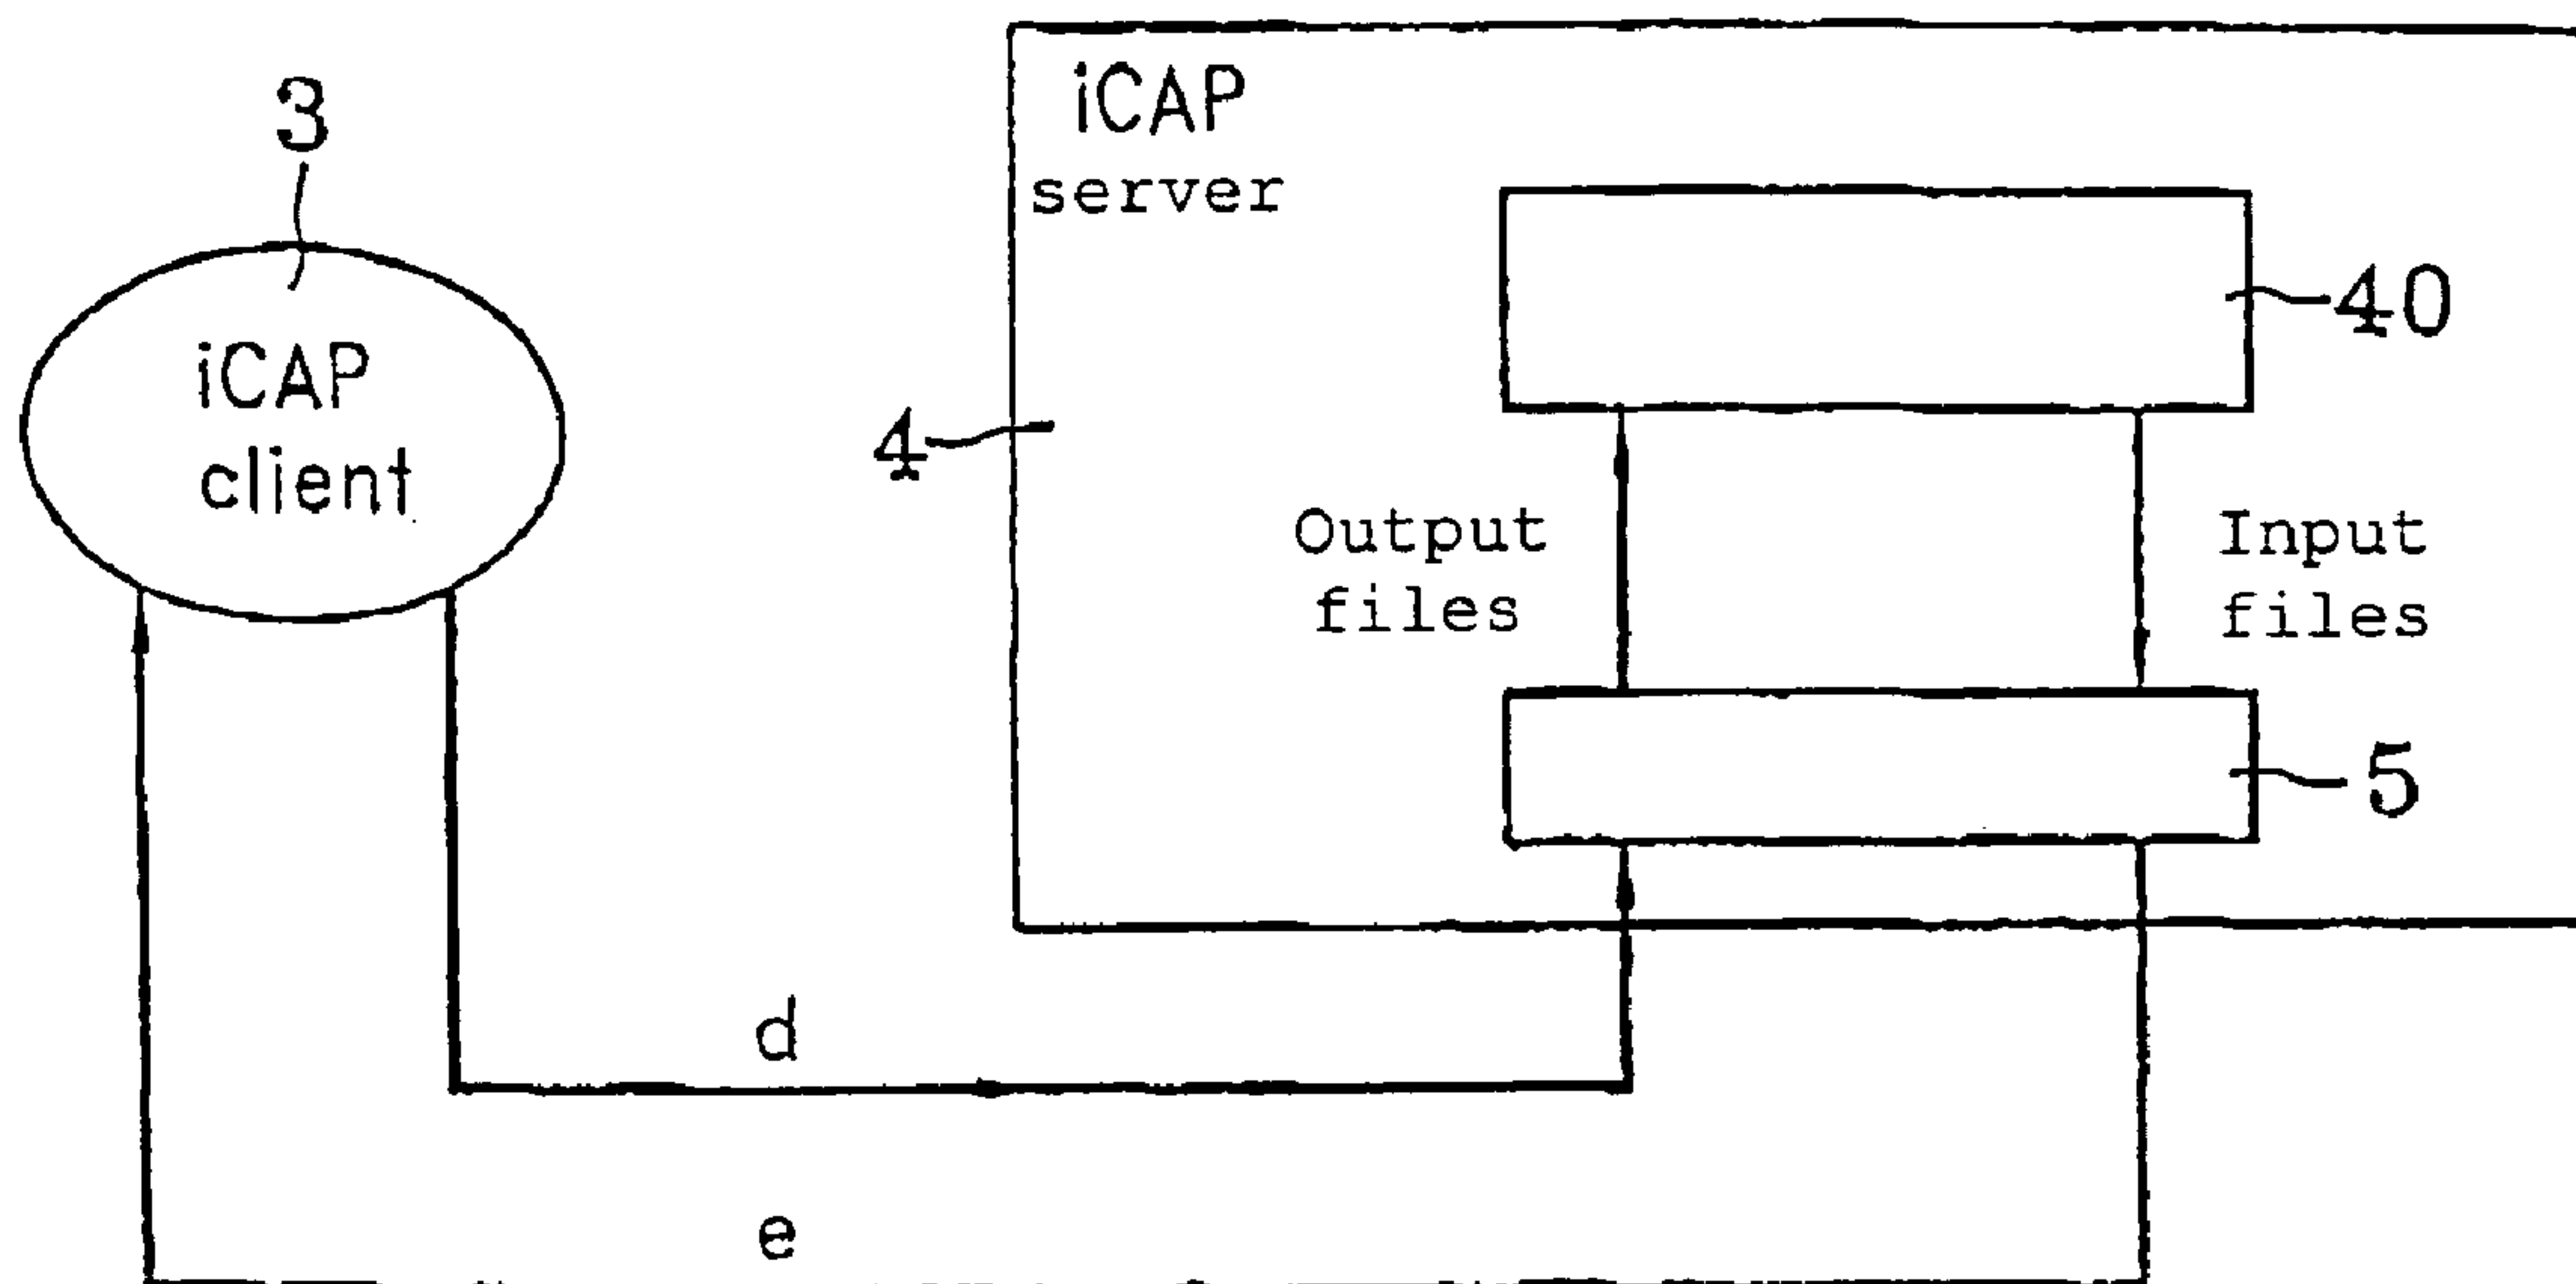 3
iCAP
client
iCAP
server
40
4
Output
files
Input
files
5
d
e